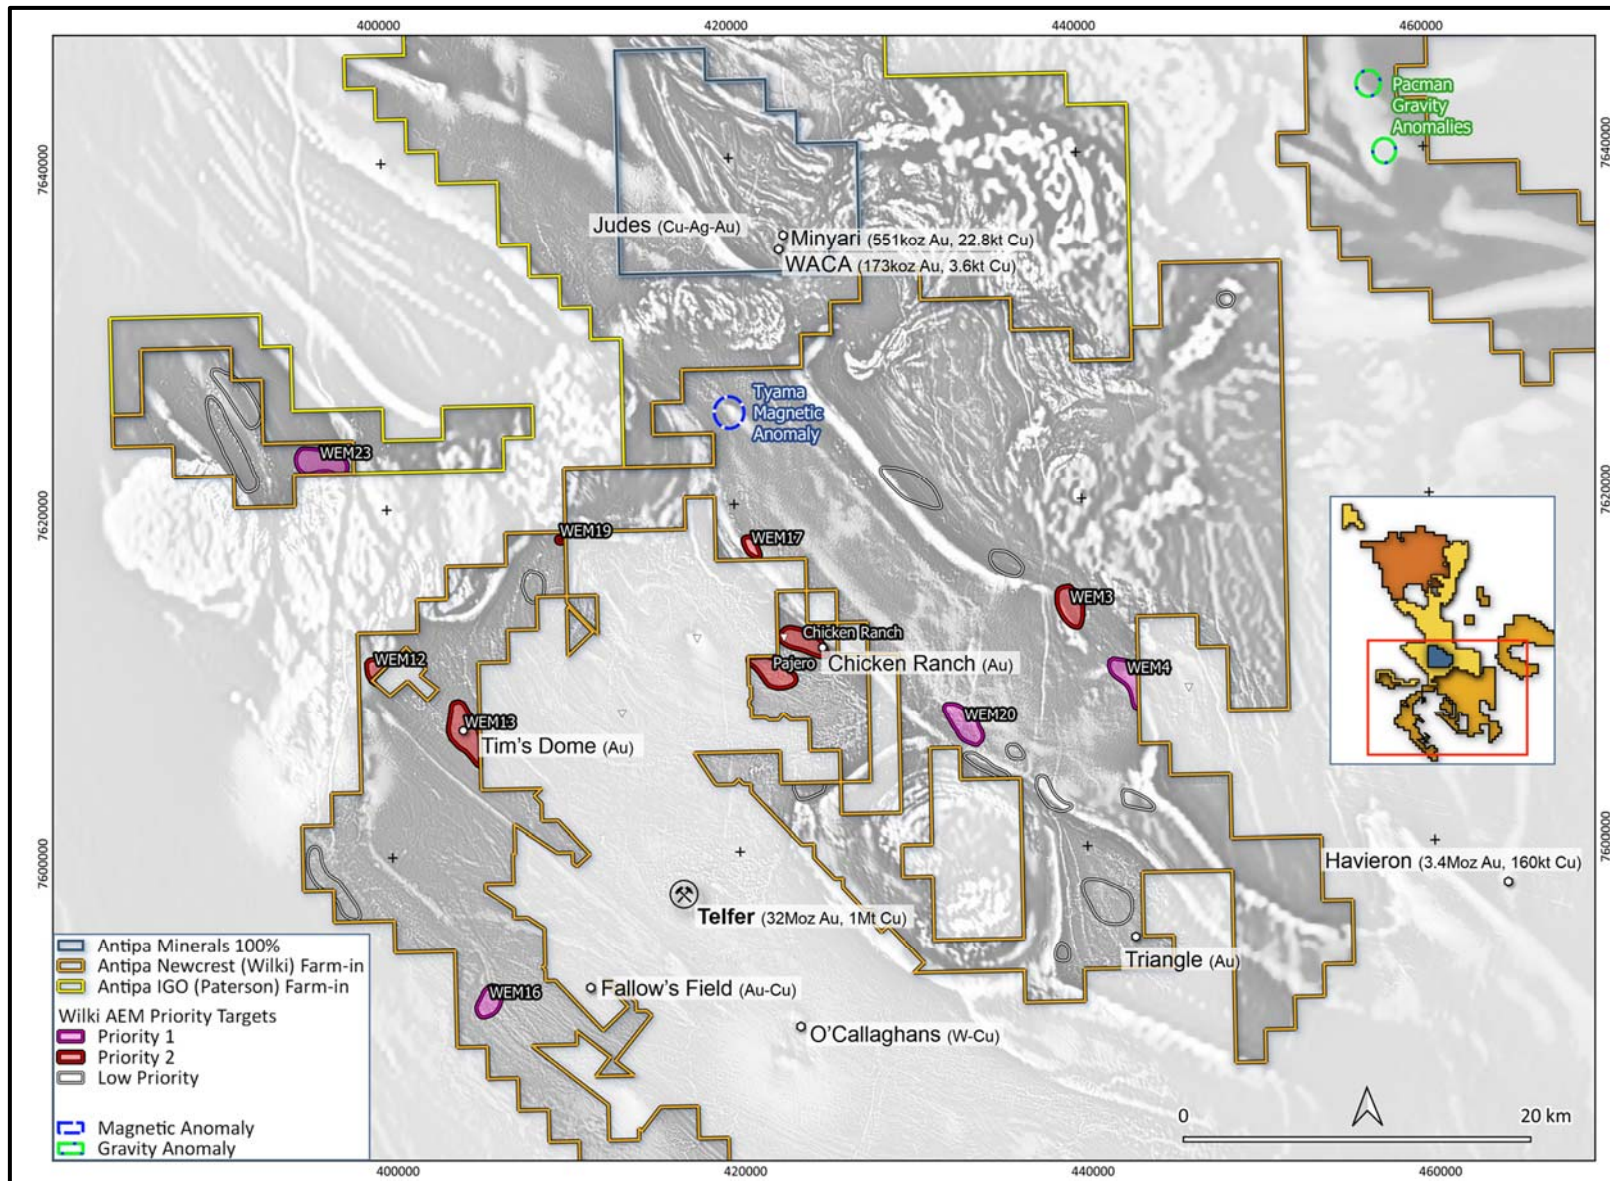 400000
420000
440000
460000
7640000
7640000
Pacman
Gravity
Anomalies
Judes (Cu-Ag-Au)
Minyari (551koz Au, 22.8kt Cu)
WACA (173koz Au, 3.6kt Cu)
Tyama
Magnetic
Anomaly
WEM23
7620000
7620000
WEM19
WEM17
WEM3
Chicken Ranch
WEM12
Pajero
Chicken Ranch (Au)
WEM4
WEM13
WEM20
Tim's Dome (Au)
7600000
7600000
Havieron (3.4Moz Au, 160kt Cu)
Telfer (32Moz Au, 1Mt Cu)
Triangle (Au)
WEM16
Fallow's Field (Au-Cu)
O'Callaghans (W-Cu)
Antipa Minerals 100%
Antipa Newcrest (Wilki) Farm-in
Antipa IGO (Paterson) Farm-in
Wilki AEM Priority Targets
Priority 1
Priority 2
Low Priority
Magnetic Anomaly
Gravity Anomaly
0
20 km
400000
420000
440000
460000